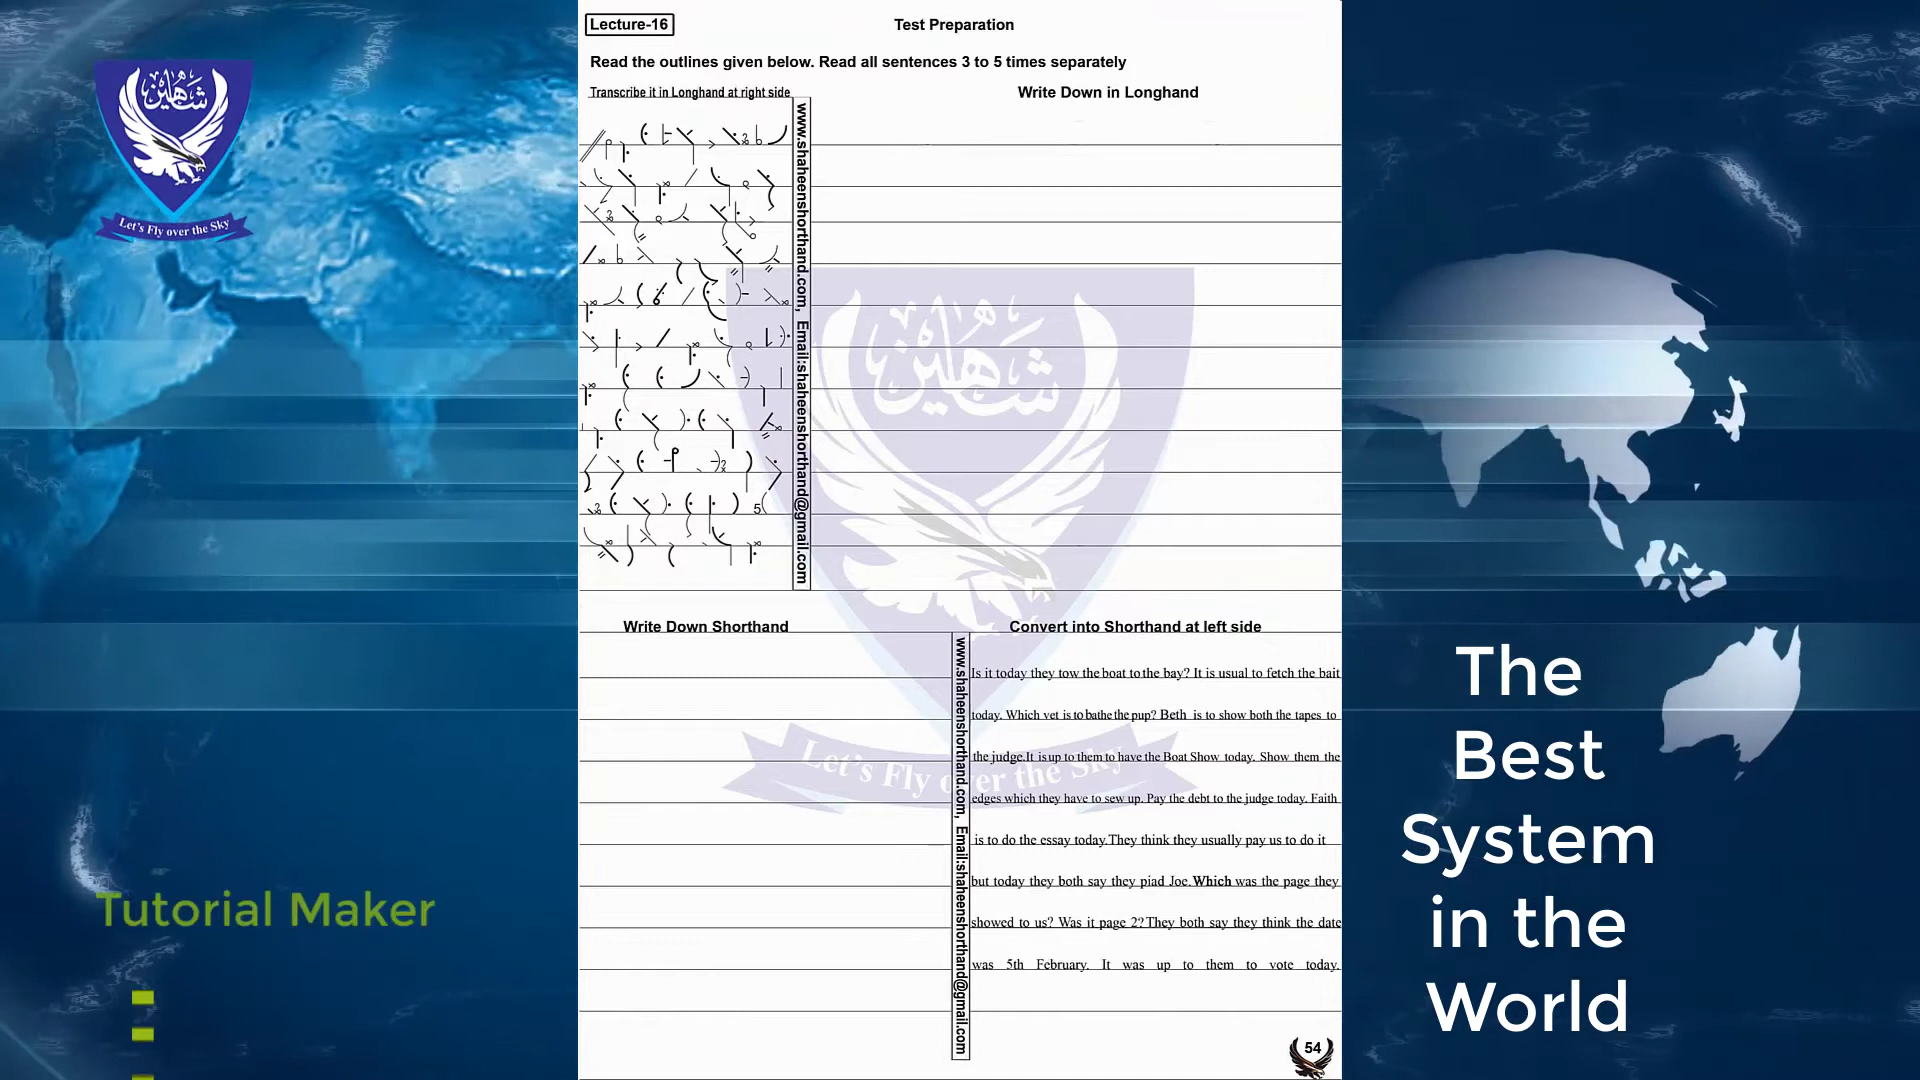 شاهين
Let's Fly over the Sky
Tutorial Maker
Lecture-16
Test Preparation
Read the outlines given below. Read all sentences 3 to 5 times separately
Transcribe it in Longhand at right side
Write Down in Longhand
www.shaheenshorthand.com, Email:shaheenshorthand@gmail.com
5
شاهين
Let's Fly over the Sky
Write Down Shorthand
Convert into Shorthand at left side
www.shaheenshorthand.com, Email:shaheenshorthand@gmail.com
Is it today they tow the boat to the bay? It is usual to fetch the bait
today. Which vet is to bathe the pup? Beth is to show both the tapes to
the judge.It is up to them to have the Boat Show today. Show them the
edges which they have to sew up. Pay the debt to the judge today. Faith
is to do the essay today.They think they usually pay us to do it
but today they both say they piad Joe.Which was the page they
showed to us? Was it page 2?They both say they think the date
was 5th February. It was up to them to vote today.
54
The
Best
System
in the
World